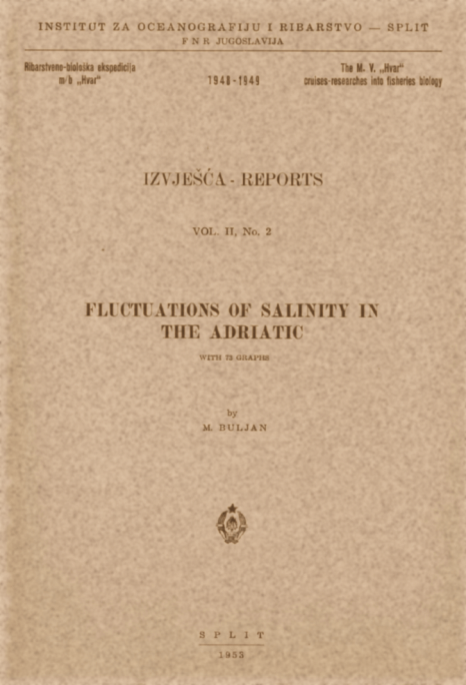 INSTITUT ZA OCEANOGRAFIJU I RIBARSTVO — SPLIT
F N R JUGOSLAVIJA
Ribarstveno-biološka ekspedicija
m/b „Hvar"
1948-1949
The M. V. „Hvar"
cruises-researches into fisheries biology
IZVJEŠĆA - REPORTS
VOL. II, No. 2
FLUCTUATIONS OF SALINITY IN
THE ADRIATIC
WITH GRAPHS
by
M. BULJAN
SPLIT
1953